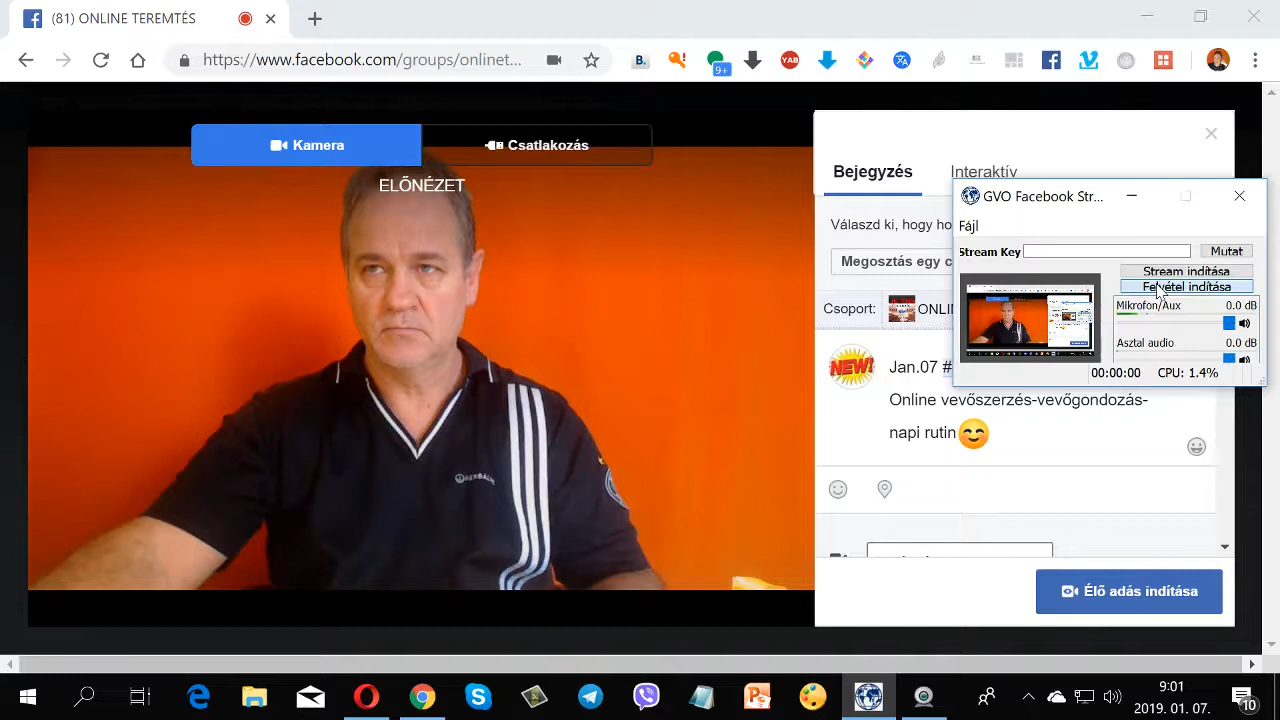 (81) ONLINE TEREMTÉS
https://www.facebook.com/groups/onlinet...
B.
9+
YAB
Kamera
Csatlakozás
ELŐNÉZET
Bejegyzés
Interaktív
GVO Facebook Str...
Válaszd ki, hogy ho
Fájl
Stream Key
Mutat
Megosztás egy c
Stream indítása
Felvétel indítása
Csoport:
ONLI
Mikrofon/Aux
0.0 dB
Asztal audio
0.0 dB
NEW!
Jan.07 #
00:00:00
CPU: 1.4%
Online vevőszerzés-vevőgondozás-
napi rutin
Élő adás indítása
9:01
2019. 01. 07.
10